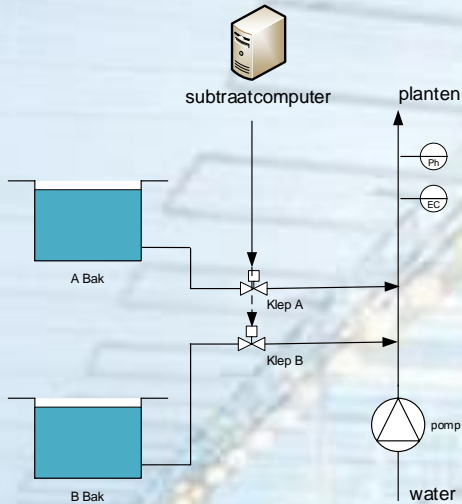 subtraatcomputer
planten
Ph
EC
A Bak
Klep A
Klep B
pomp
B Bak
water